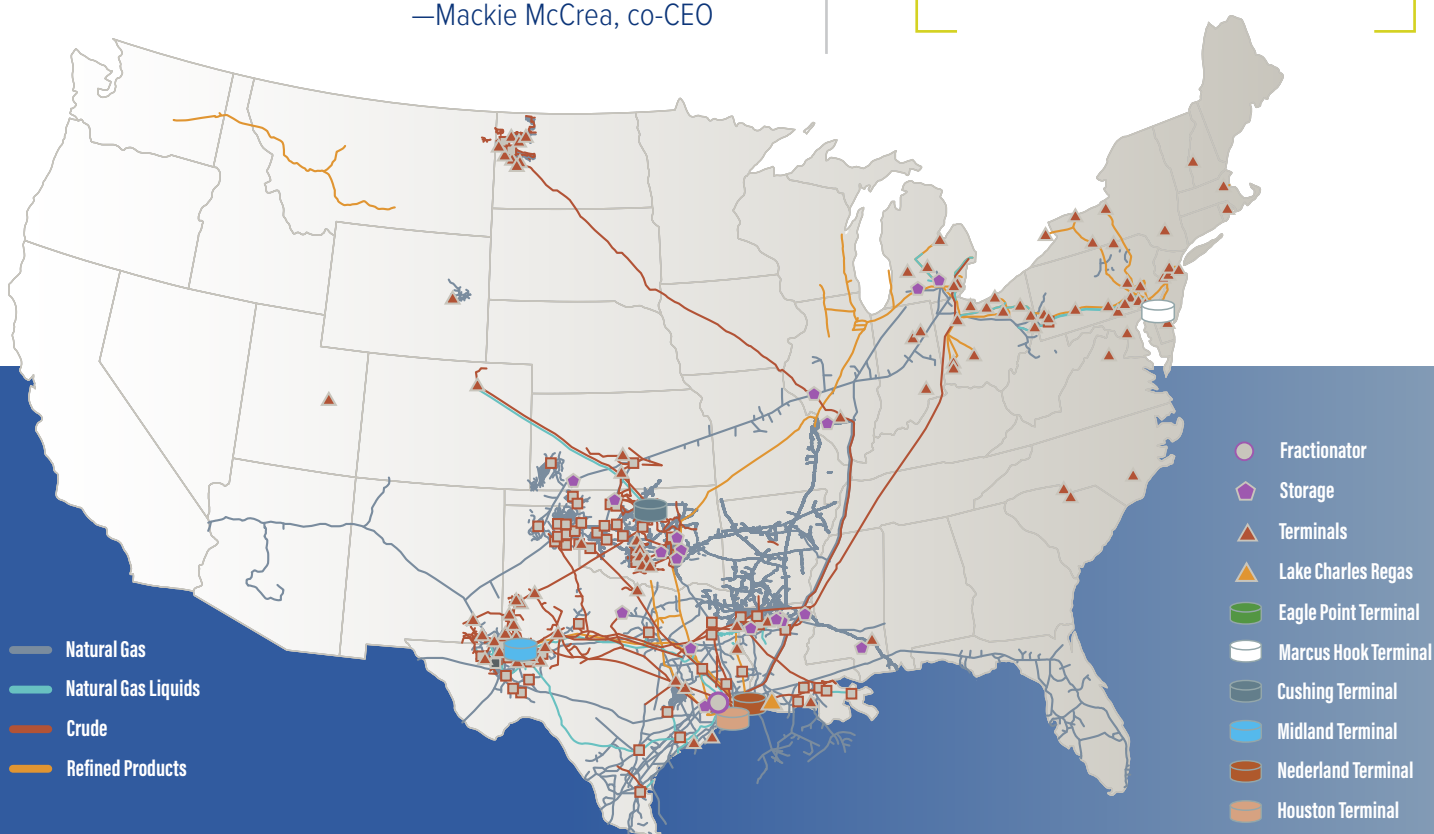 —Mackie McCrea, co-CEO
Natural Gas
Natural Gas Liquids
Crude
Refined Products
Fractionator
Storage
Terminals
Lake Charles Regas
Eagle Point Terminal
Marcus Hook Terminal
Cushing Terminal
Midland Terminal
Nederland Terminal
Houston Terminal